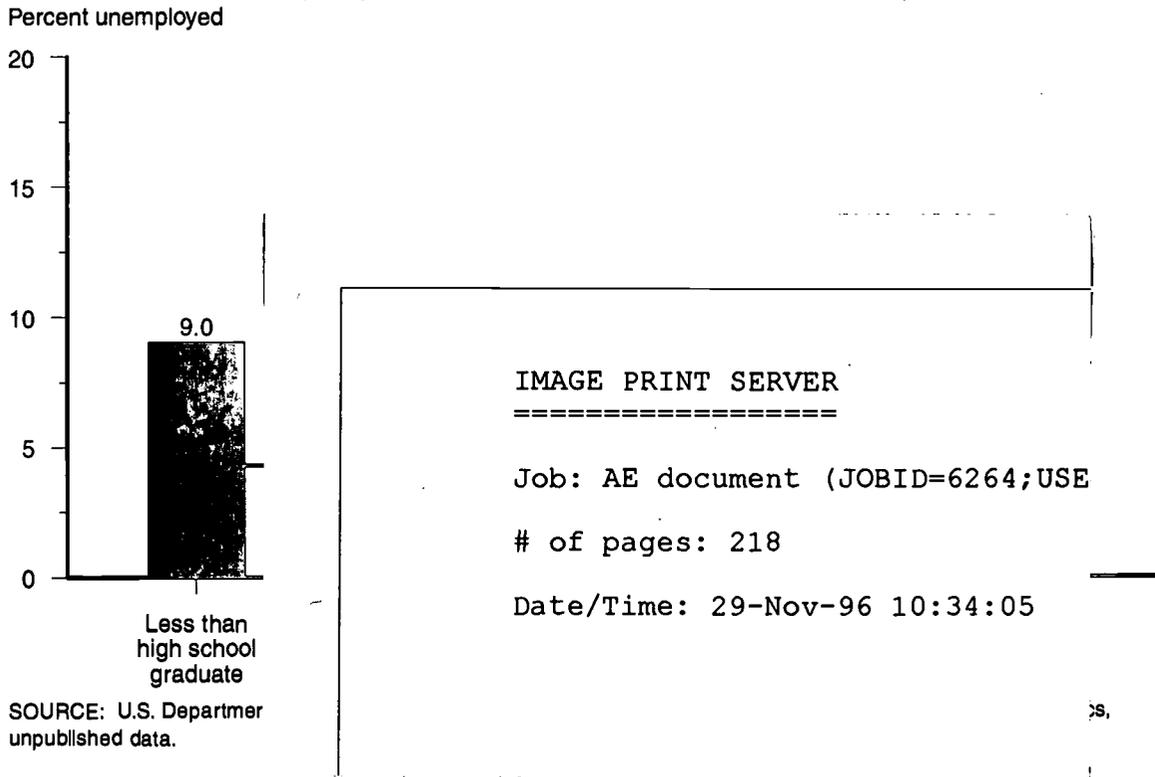 Percent unemployed
20
15
10
5
0
9.0
Less than
high school
graduate
IMAGE PRINT SERVER
==================
Job: AE document (JOBID=6264;USE
# of pages: 218
Date/Time: 29-Nov-96 10:34:05
SOURCE: U.S.
unpublished data.